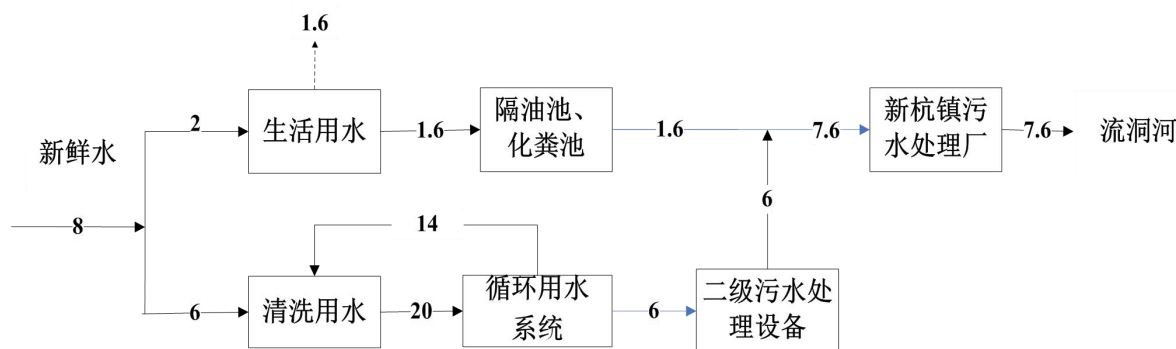 1.6
新鲜水
8
2
生活用水
1.6
隔油池、
化粪池
1.6
7.6
新杭镇污
水处理厂
7.6
流洞河
6
14
6
清洗用水
20
循环用水
系统
6
二级污水处
理设备